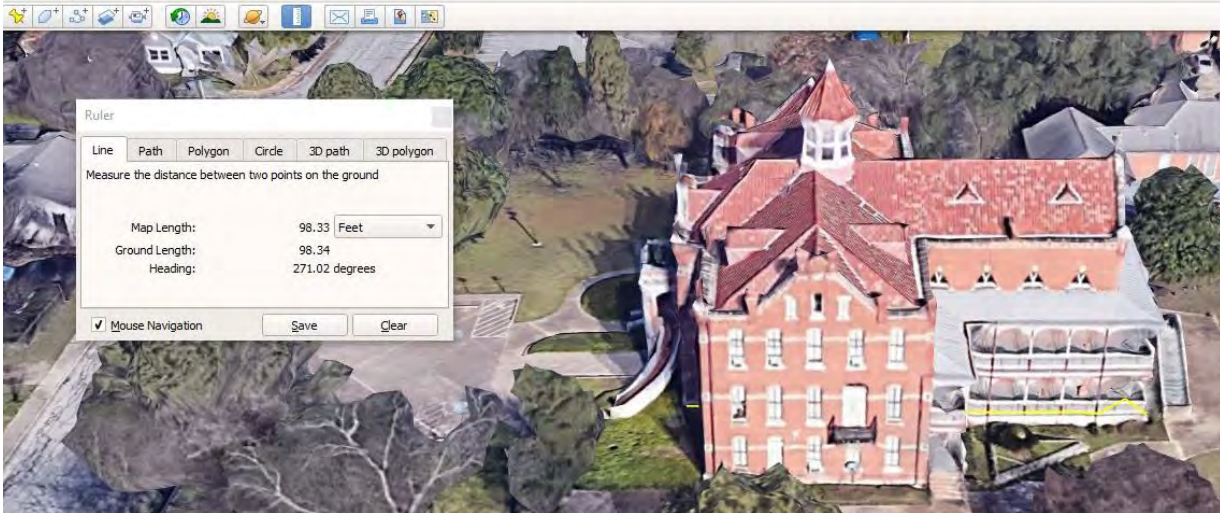 Ruler
Line Path Polygon Circle 3D path 3D polygon
Measure the distance between two points on the ground
Map Length: 98.33 Feet
Ground Length: 98.34
Heading: 271.02 degrees
Mouse Navigation Save Clear